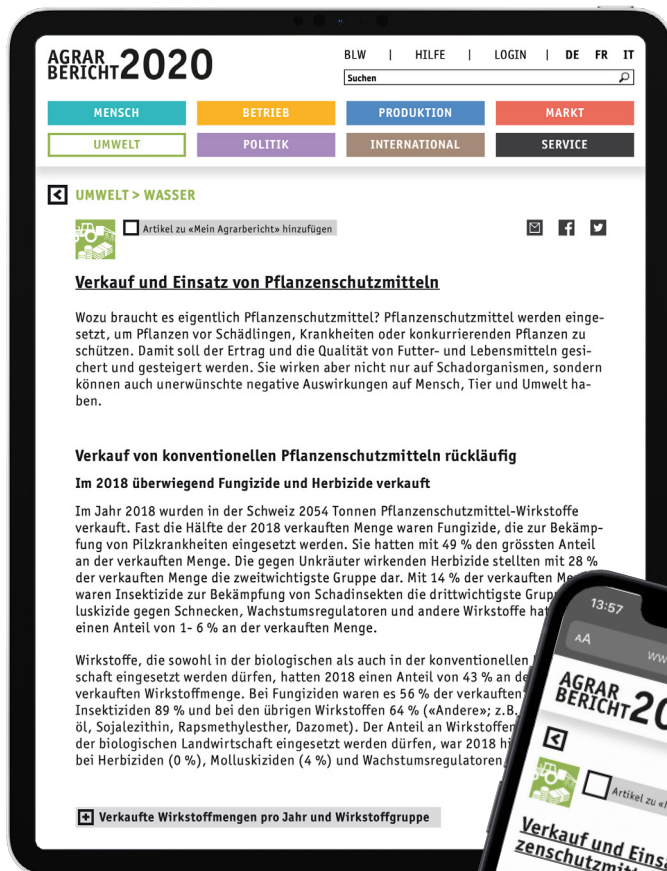 AGRAR
BERICHT 2020
BLW | HILFE | LOGIN | DE FR IT
Suchen
MENSCH
BETRIEB
PRODUKTION
MARKT
UMWELT
POLITIK
INTERNATIONAL
SERVICE
UMWELT > WASSER
Artikel zu «Mein Agrarbericht» hinzufügen
Verkauf und Einsatz von Pflanzenschutzmitteln
Wozu braucht es eigentlich Pflanzenschutzmittel? Pflanzenschutzmittel werden einge-
setzt, um Pflanzen vor Schädlingen, Krankheiten oder konkurrierenden Pflanzen zu
schützen. Damit soll der Ertrag und die Qualität von Futter- und Lebensmitteln gesi-
chert und gesteigert werden. Sie wirken aber nicht nur auf Schadorganismen, sondern
können auch unerwünschte negative Auswirkungen auf Mensch, Tier und Umwelt ha-
ben.
Verkauf von konventionellen Pflanzenschutzmitteln rückläufig
Im 2018 überwiegend Fungizide und Herbizide verkauft
Im Jahr 2018 wurden in der Schweiz 2054 Tonnen Pflanzenschutzmittel-Wirkstoffe
verkauft. Fast die Hälfte der 2018 verkauften Menge waren Fungizide, die zur Bekämp-
fung von Pilzkrankheiten eingesetzt werden. Sie hatten mit 49 % den grössten Anteil
an der verkauften Menge. Die gegen Unkräuter wirkenden Herbizide stellten mit 28 %
der verkauften Menge die zweitwichtigste Gruppe dar. Mit 14 % der verkauften
waren Insektizide zur Bekämpfung von Schadinsekten die drittwichtigste
luskizide gegen Schnecken, Wachstumsregulatoren und andere Wirkstoffe
einen Anteil von 1- 6 % an der verkauften Menge.
Wirkstoffe, die sowohl in der biologischen als auch in der konventionellen
schaft eingesetzt werden dürfen, hatten 2018 einen Anteil von 43 % an
verkauften Wirkstoffmenge. Bei Fungiziden waren es 56 % der verkauften
Insektiziden 89 % und bei den übrigen Wirkstoffen 64 % («Andere»; z.B.
öl, Sojalezithin, Rapsmethylesther, Dazomet). Der Anteil an Wirkstoffen
der biologischen Landwirtschaft eingesetzt werden dürfen, war 2018
bei Herbiziden (0 %), Molluskiziden (4 %) und Wachstumsregulatoren
Verkaufte Wirkstoffmengen pro Jahr und Wirkstoffgruppe
13:57
AA
AGRAR
BERICHT
Artikel zu
Verkauf und